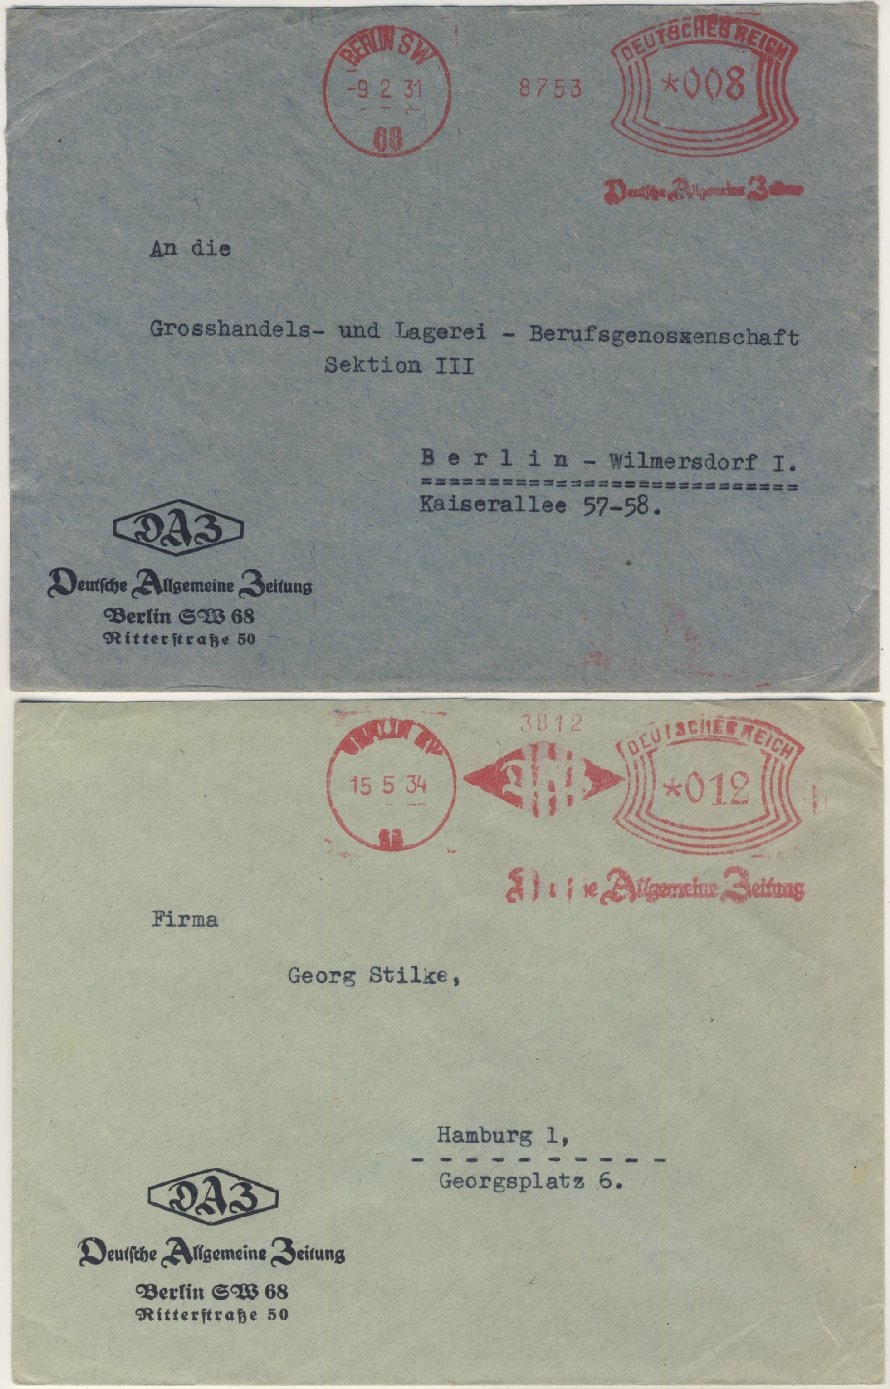 BERLIN SW
-9 2 31
68
8753
DEUTSCHES REICH
*008
Deutsche Allgemeine Zeitung
An die
Grosshandels- und Lagerei - Berufsgenosxenschaft
Sektion III
B e r l i n - Wilmersdorf I.
===========================
Kaiserallee 57-58.
DAZ
Deutsche Allgemeine Zeitung
Berlin SW 68
Ritterstraße 50
BERLIN SW
15 5 34
68
3812
DEUTSCHES REICH
*012
Allgemeine Zeitung
Firma
Georg Stilke,
Hamburg 1,
- - - - - - - - - -
Georgsplatz 6.
DAZ
Deutsche Allgemeine Zeitung
Berlin SW 68
Ritterstraße 50